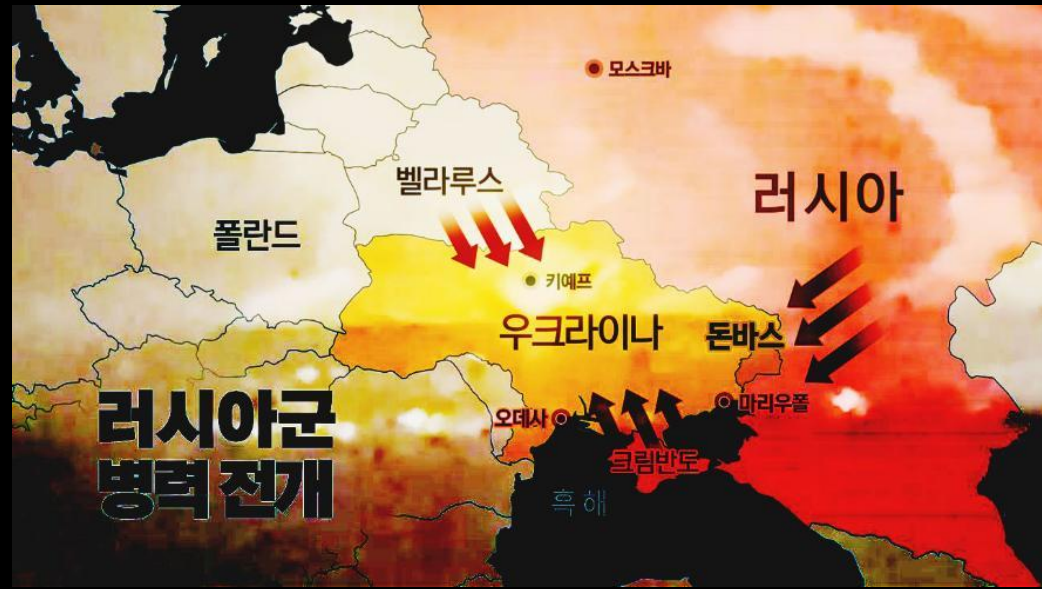 모스크바
벨라루스
러시아
폴란드
키예프
우크라이나
돈바스
러시아군
병력 전개
오데사
마리우폴
크림반도
흑해